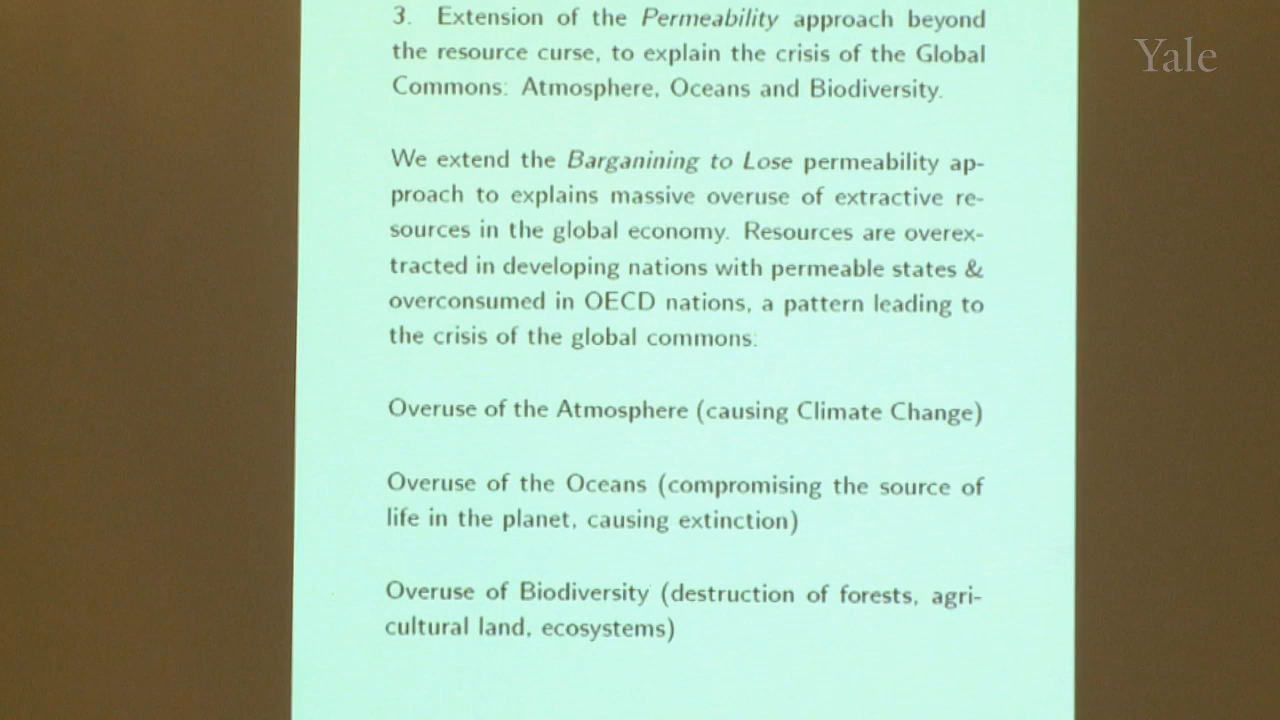 3. Extension of the Permeability approach beyond
the resource curse, to explain the crisis of the Global
Commons: Atmosphere, Oceans and Biodiversity.
Yale
We extend the Barganining to Lose permeability ap-
proach to explains massive overuse of extractive re-
sources in the global economy. Resources are overex-
tracted in developing nations with permeable states &
overconsumed in OECD nations, a pattern leading to
the crisis of the global commons:
Overuse of the Atmosphere (causing Climate Change)
Overuse of the Oceans (compromising the source of
life in the planet, causing extinction)
Overuse of Biodiversity (destruction of forests, agri-
cultural land, ecosystems)